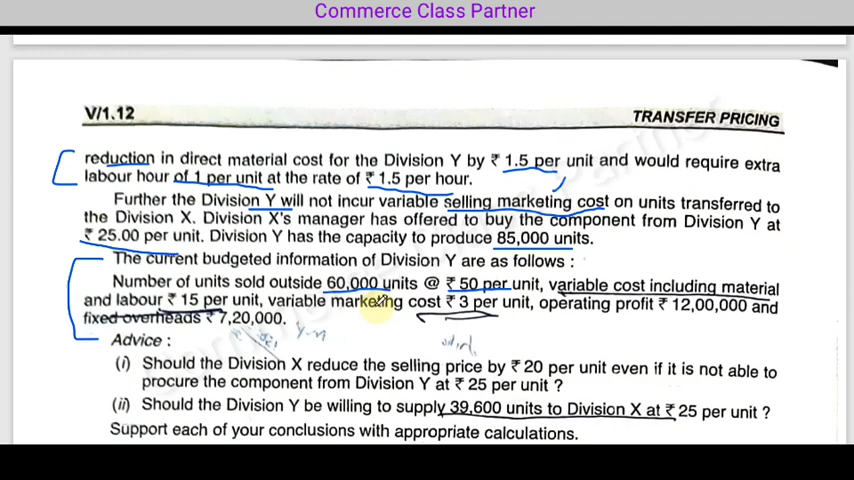 Commerce Class Partner
V/1.12
TRANSFER PRICING
reduction in direct material cost for the Division Y by ₹ 1.5 per unit and would require extra
labour hour of 1 per unit at the rate of ₹ 1.5 per hour.
Further the Division Y will not incur variable selling marketing cost on units transferred to
the Division X. Division X's manager has offered to buy the component from Division Y at
₹ 25.00 per unit. Division Y has the capacity to produce 85,000 units.
The current budgeted information of Division Y are as follows :
Number of units sold outside 60,000 units @ ₹ 50 per unit, variable cost including material
and labour ₹ 15 per unit, variable marketing cost ₹ 3 per unit, operating profit ₹ 12,00,000 and
fixed overheads ₹ 7,20,000.
Advice :
(i) Should the Division X reduce the selling price by ₹ 20 per unit even if it is not able to
procure the component from Division Y at ₹ 25 per unit ?
(ii) Should the Division Y be willing to supply 39,600 units to Division X at ₹ 25 per unit ?
Support each of your conclusions with appropriate calculations.